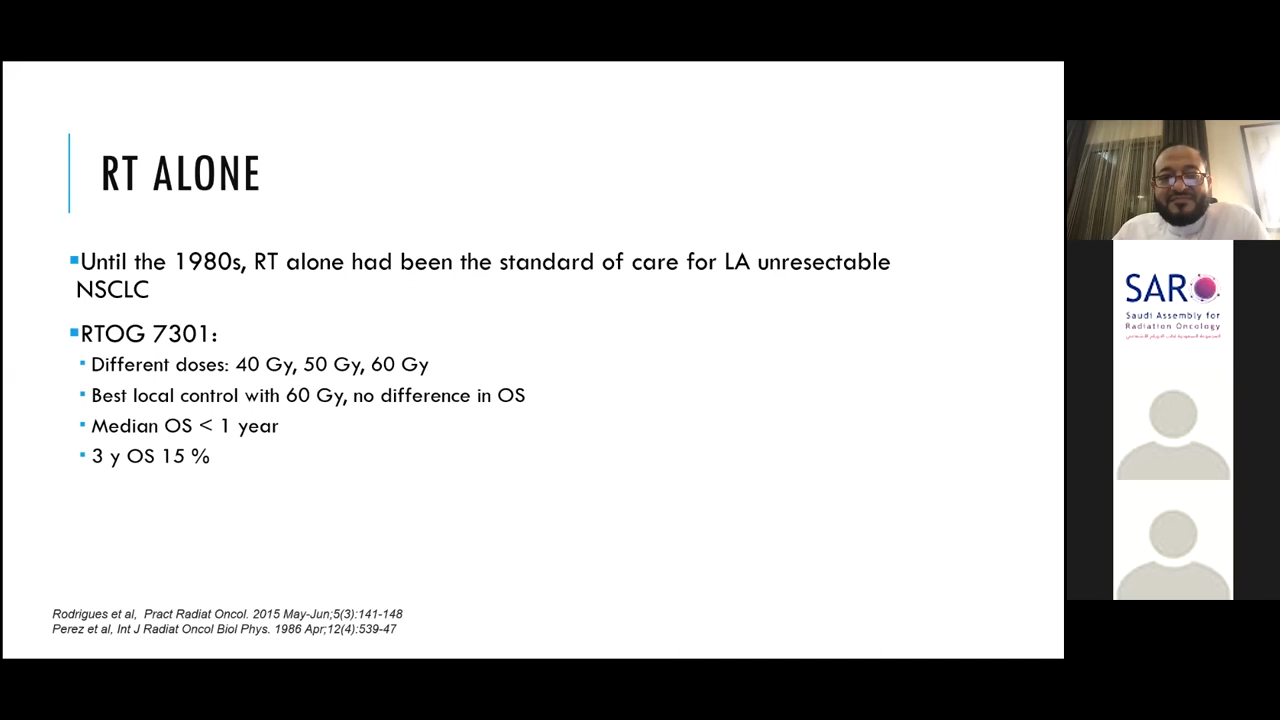 RT ALONE
Until the 1980s, RT alone had been the standard of care for LA unresectable
NSCLC
RTOG 7301:
Different doses: 40 Gy, 50 Gy, 60 Gy
Best local control with 60 Gy, no difference in OS
Median OS < 1 year
3 y OS 15 %
Rodrigues et al, Pract Radiat Oncol. 2015 May-Jun;5(3):141-148
Perez et al, Int J Radiat Oncol Biol Phys. 1986 Apr;12(4):539-47
SARO
Saudi Assembly for
Radiation Oncology